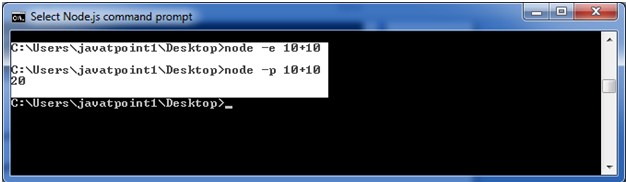 Select Node.js command prompt
C:\Users\javatpoint1\Desktop>node -e 10+10
C:\Users\javatpoint1\Desktop>node -p 10+10
20
C:\Users\javatpoint1\Desktop>_